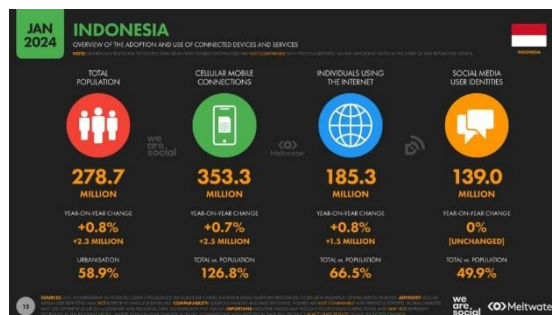 JAN
2024
INDONESIA
OVERVIEW OF THE ADOPTION AND USE OF CONNECTED DEVICES AND SERVICES
INDONESIA
TOTAL
POPULATION
CELLULAR MOBILE
CONNECTIONS
INDIVIDUALS USING
THE INTERNET
SOCIAL MEDIA
USER IDENTITIES
we
are.
social
Meltwater
278.7
MILLION
353.3
MILLION
185.3
MILLION
139.0
MILLION
YEAR-ON-YEAR CHANGE
+0.8%
+2.3 MILLION
YEAR-ON-YEAR CHANGE
+0.7%
+2.5 MILLION
YEAR-ON-YEAR CHANGE
+0.8%
+1.5 MILLION
YEAR-ON-YEAR CHANGE
0%
[UNCHANGED]
URBANISATION
58.9%
TOTAL vs. POPULATION
126.8%
TOTAL vs. POPULATION
66.5%
TOTAL vs. POPULATION
49.9%
15
we
are.
social
Meltwater